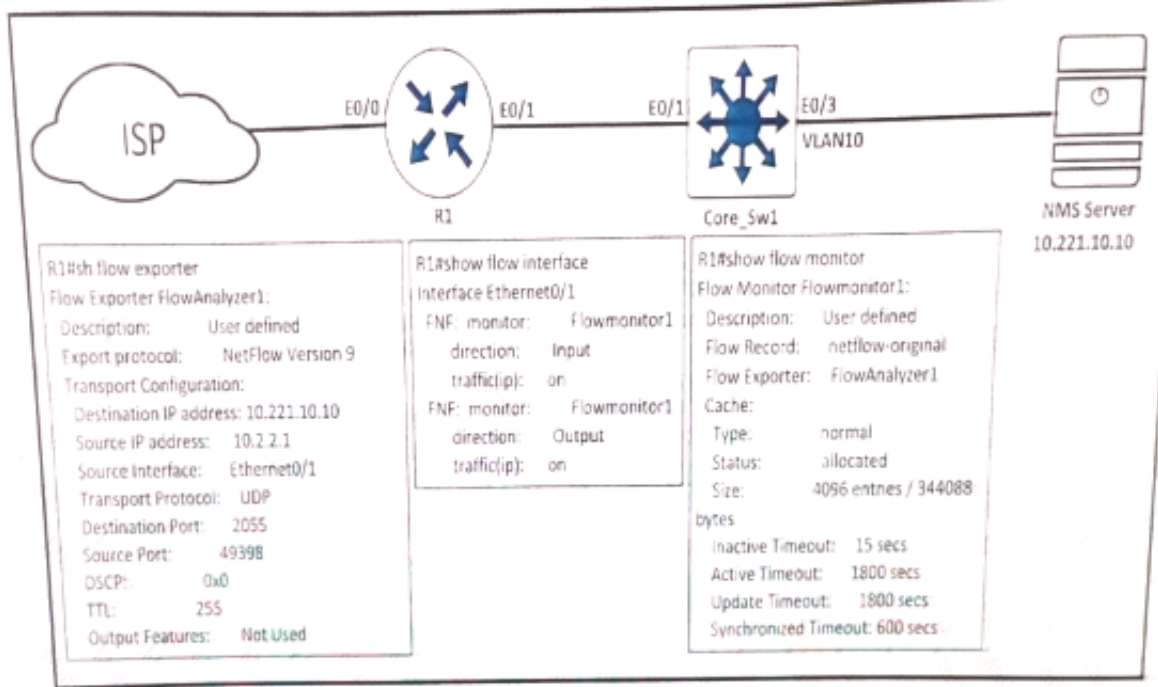 ISP
E0/0
E0/1
E0/1
E0/3
VLAN10
R1
Core_Sw1
NMS Server
10.221.10.10
R1#sh flow exporter
Flow Exporter FlowAnalyzer1:
Description: User defined
Export protocol: NetFlow Version 9
Transport Configuration:
Destination IP address: 10.221.10.10
Source IP address: 10.2.2.1
Source Interface: Ethernet0/1
Transport Protocol: UDP
Destination Port: 2055
Source Port: 49398
DSCP: 0x0
TTL: 255
Output Features: Not Used
R1#show flow interface
Interface Ethernet0/1
FNF: monitor: Flowmonitor1
direction: Input
traffic(ip): on
FNF: monitor: Flowmonitor1
direction: Output
traffic(ip): on
R1#show flow monitor
Flow Monitor Flowmonitor1:
Description: User defined
Flow Record: netflow-original
Flow Exporter: FlowAnalyzer1
Cache:
Type: normal
Status: allocated
Size: 4096 entries / 344088
bytes
Inactive Timeout: 15 secs
Active Timeout: 1800 secs
Update Timeout: 1800 secs
Synchronized Timeout: 600 secs